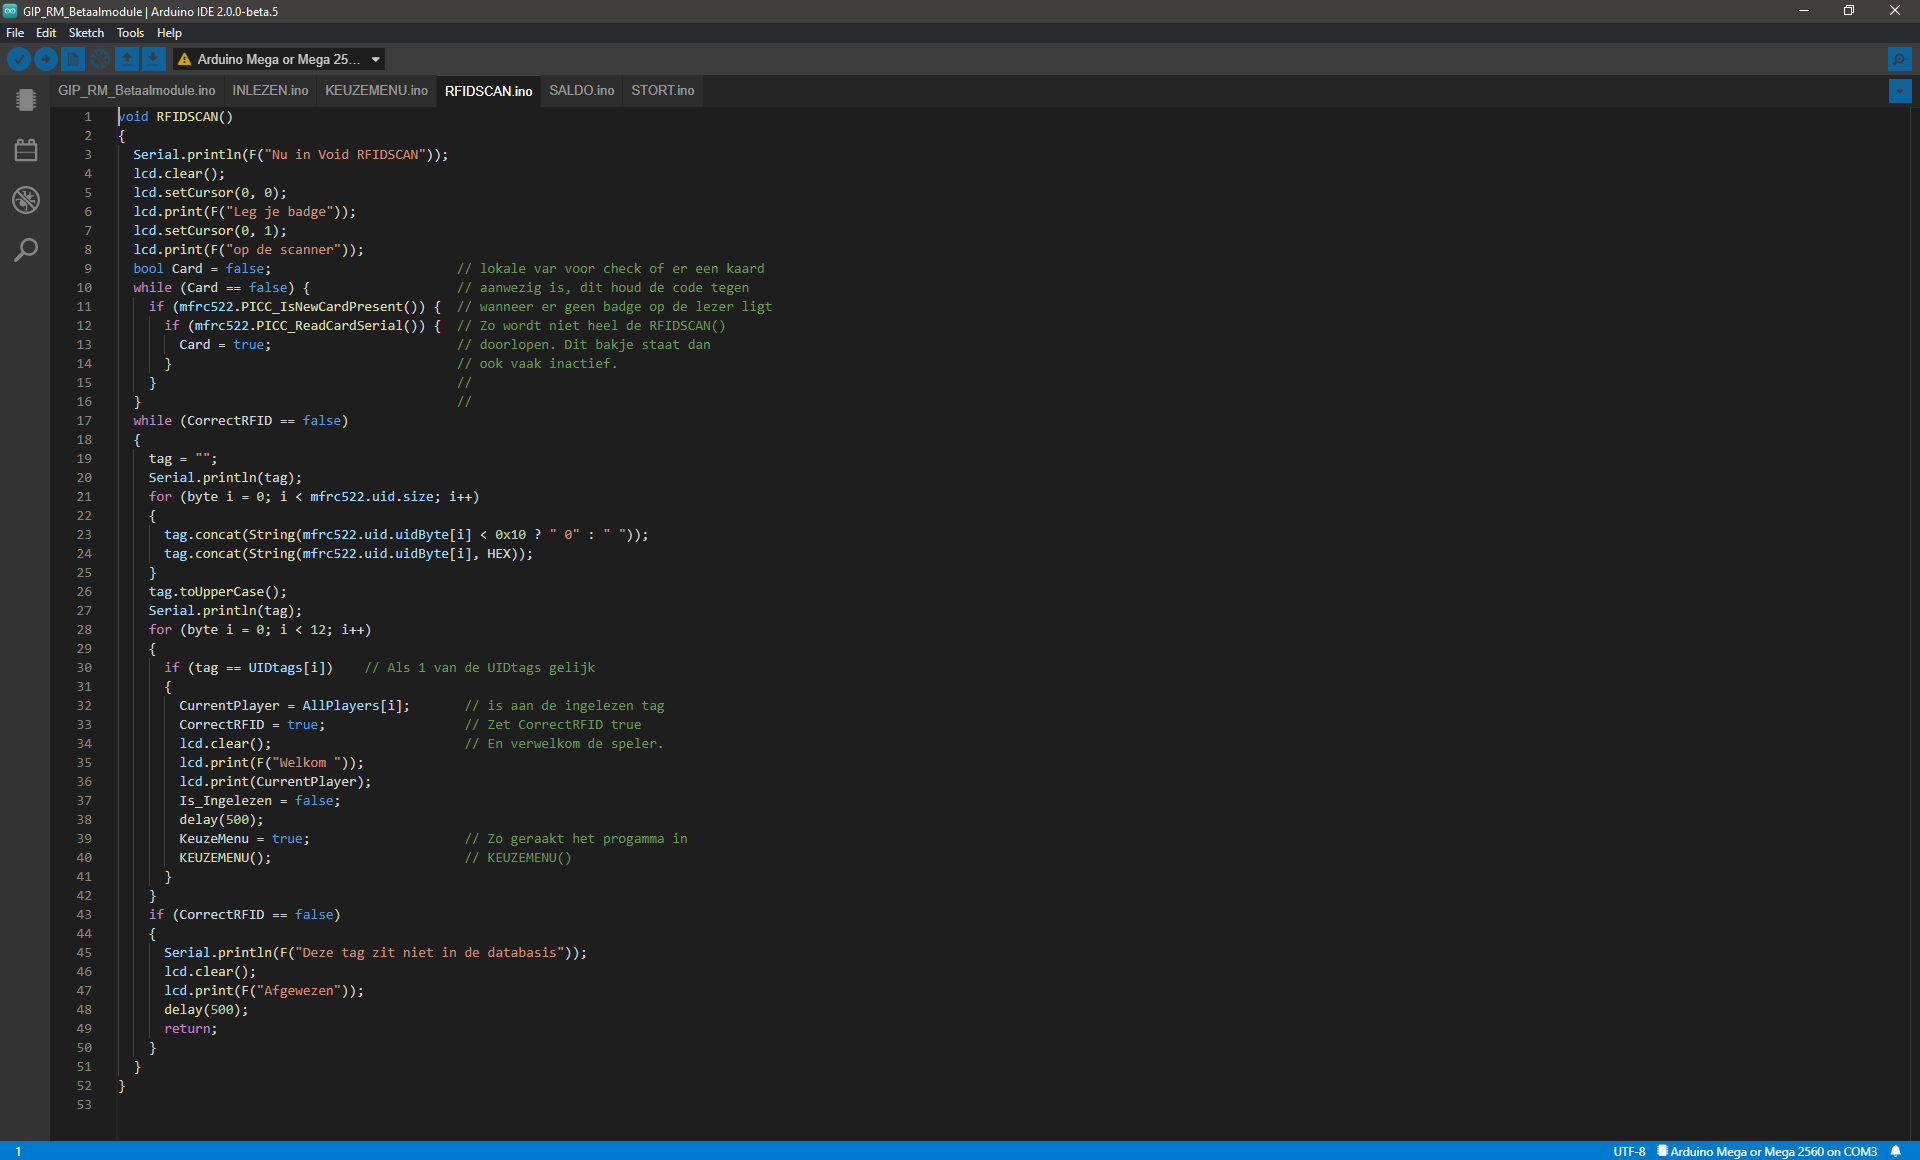 GIP_RM_Betaalmodule | Arduino IDE 2.0.0-beta.5
File Edit Sketch Tools Help
Arduino Mega or Mega 25...
GIP_RM_Betaalmodule.ino INLEZEN.ino KEUZEMENU.ino RFIDSCAN.ino SALDO.ino STORT.ino
1 void RFIDSCAN()
2 {
3 Serial.println(F("Nu in Void RFIDSCAN"));
4 lcd.clear();
5 lcd.setCursor(0, 0);
6 lcd.print(F("Leg je badge"));
7 lcd.setCursor(0, 1);
8 lcd.print(F("op de scanner"));
9 bool Card = false; // lokale var voor check of er een kaard
10 while (Card == false) { // aanwezig is, dit houd de code tegen
11 if (mfrc522.PICC_IsNewCardPresent()) { // wanneer er geen badge op de lezer ligt
12 if (mfrc522.PICC_ReadCardSerial()) { // Zo wordt niet heel de RFIDSCAN()
13 Card = true; // doorlopen. Dit bakje staat dan
14 } // ook vaak inactief.
15 } //
16 } //
17 while (CorrectRFID == false)
18 {
19 tag = "";
20 Serial.println(tag);
21 for (byte i = 0; i < mfrc522.uid.size; i++)
22 {
23 tag.concat(String(mfrc522.uid.uidByte[i] < 0x10 ? " 0" : " "));
24 tag.concat(String(mfrc522.uid.uidByte[i], HEX));
25 }
26 tag.toUpperCase();
27 Serial.println(tag);
28 for (byte i = 0; i < 12; i++)
29 {
30 if (tag == UIDtags[i]) // Als 1 van de UIDtags gelijk
31 {
32 CurrentPlayer = AllPlayers[i]; // is aan de ingelezen tag
33 CorrectRFID = true; // Zet CorrectRFID true
34 lcd.clear(); // En verwelkom de speler.
35 lcd.print(F("Welkom "));
36 lcd.print(CurrentPlayer);
37 Is_Ingelezen = false;
38 delay(500);
39 KeuzeMenu = true; // Zo geraakt het progamma in
40 KEUZEMENU(); // KEUZEMENU()
41 }
42 }
43 if (CorrectRFID == false)
44 {
45 Serial.println(F("Deze tag zit niet in de databasis"));
46 lcd.clear();
47 lcd.print(F("Afgewezen"));
48 delay(500);
49 return;
50 }
51 }
52 }
53
1 UTF-8 Arduino Mega or Mega 2560 on COM3